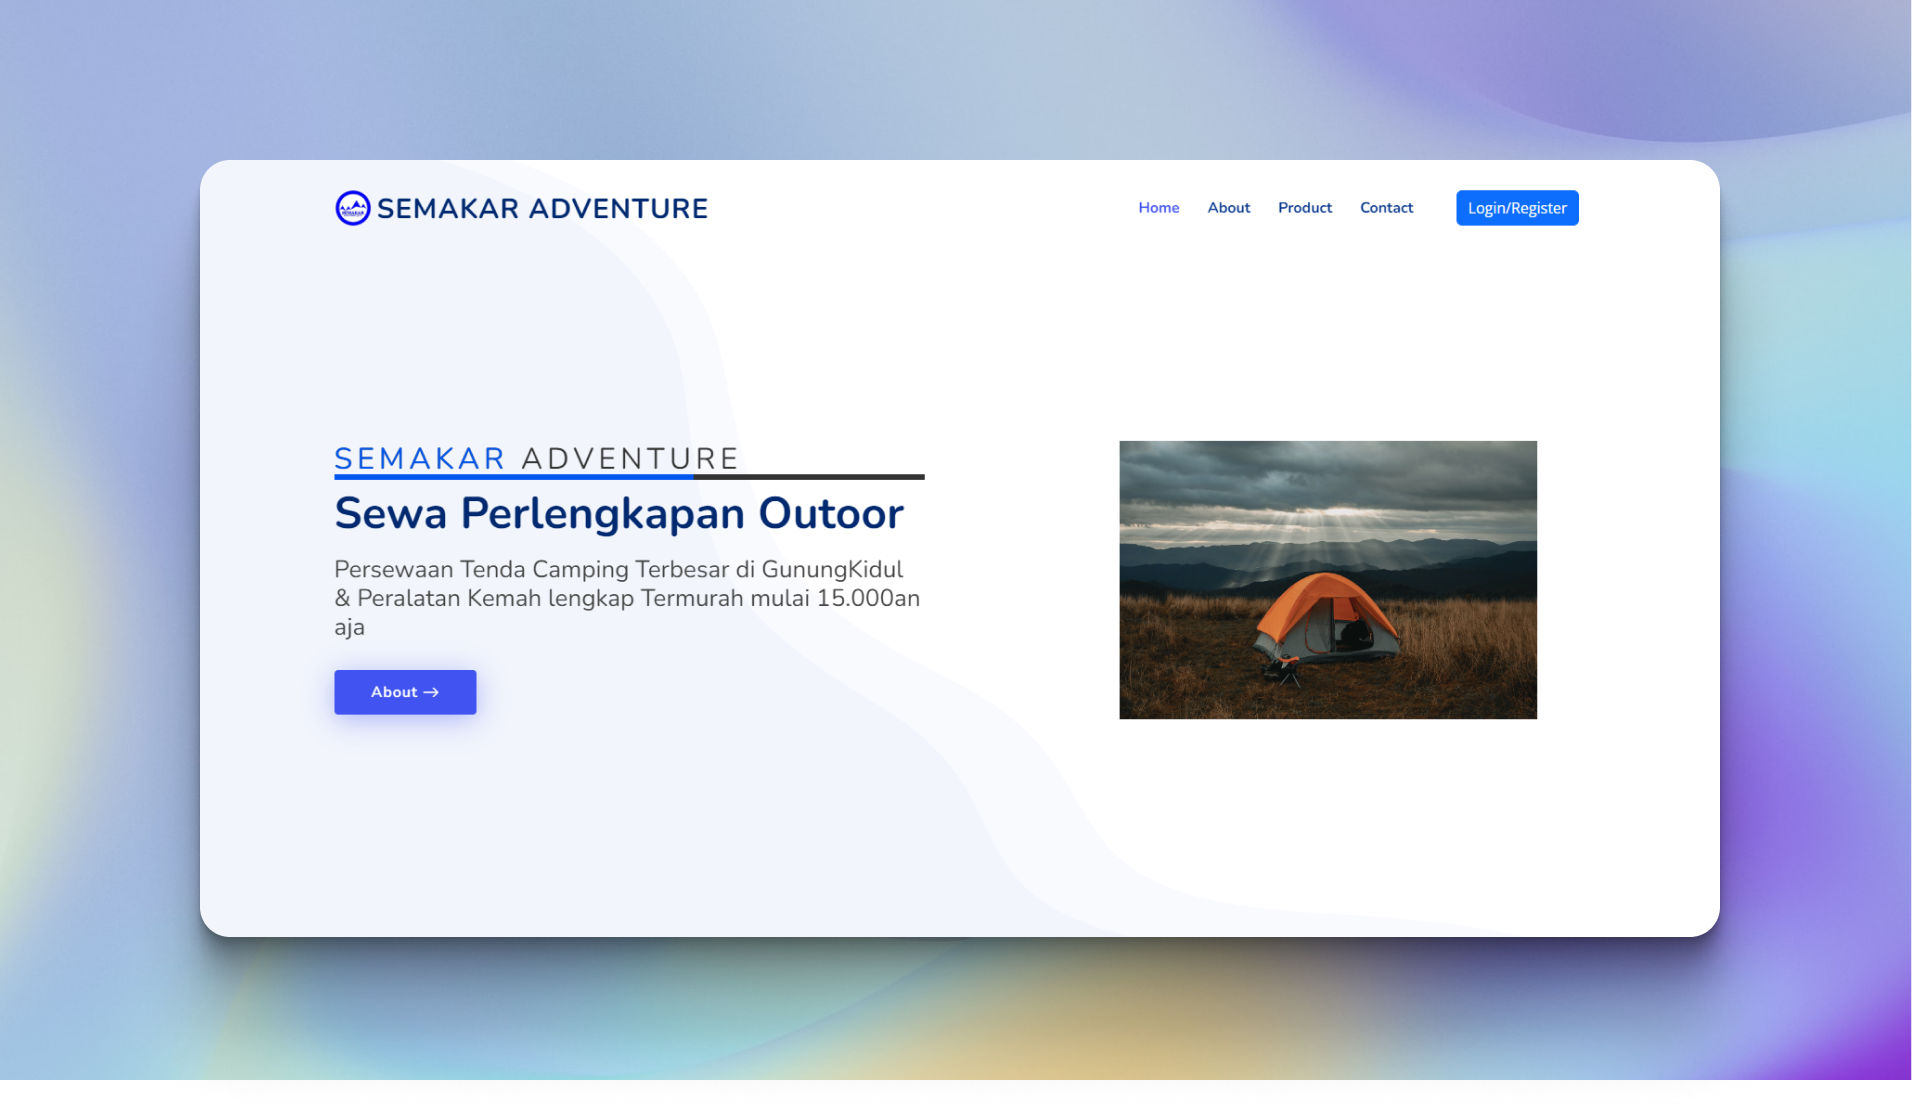 SEMAKAR ADVENTURE
Home About Product Contact Login/Register
SEMAKAR ADVENTURE
Sewa Perlengkapan Outoor
Persewaan Tenda Camping Terbesar di GunungKidul
& Peralatan Kemah lengkap Termurah mulai 15.000an
aja
About →